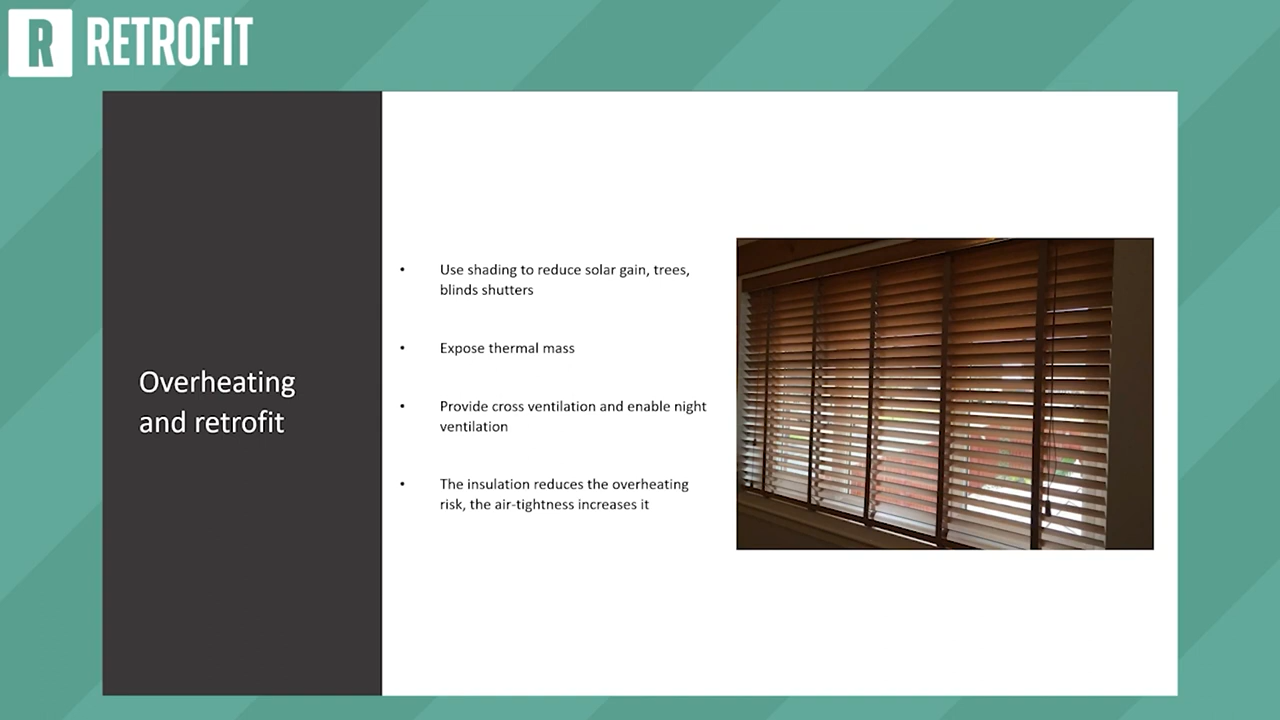 R RETROFIT
Overheating
and retrofit
• Use shading to reduce solar gain, trees,
blinds shutters
• Expose thermal mass
• Provide cross ventilation and enable night
ventilation
• The insulation reduces the overheating
risk, the air-tightness increases it